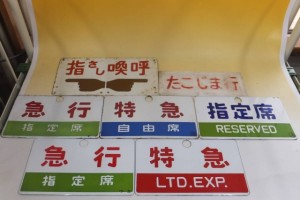 指さし喚呼
たこじま行
急行
指定席
特急
自由席
指定席
RESERVED
急行
指定席
特急
LTD.EXP.